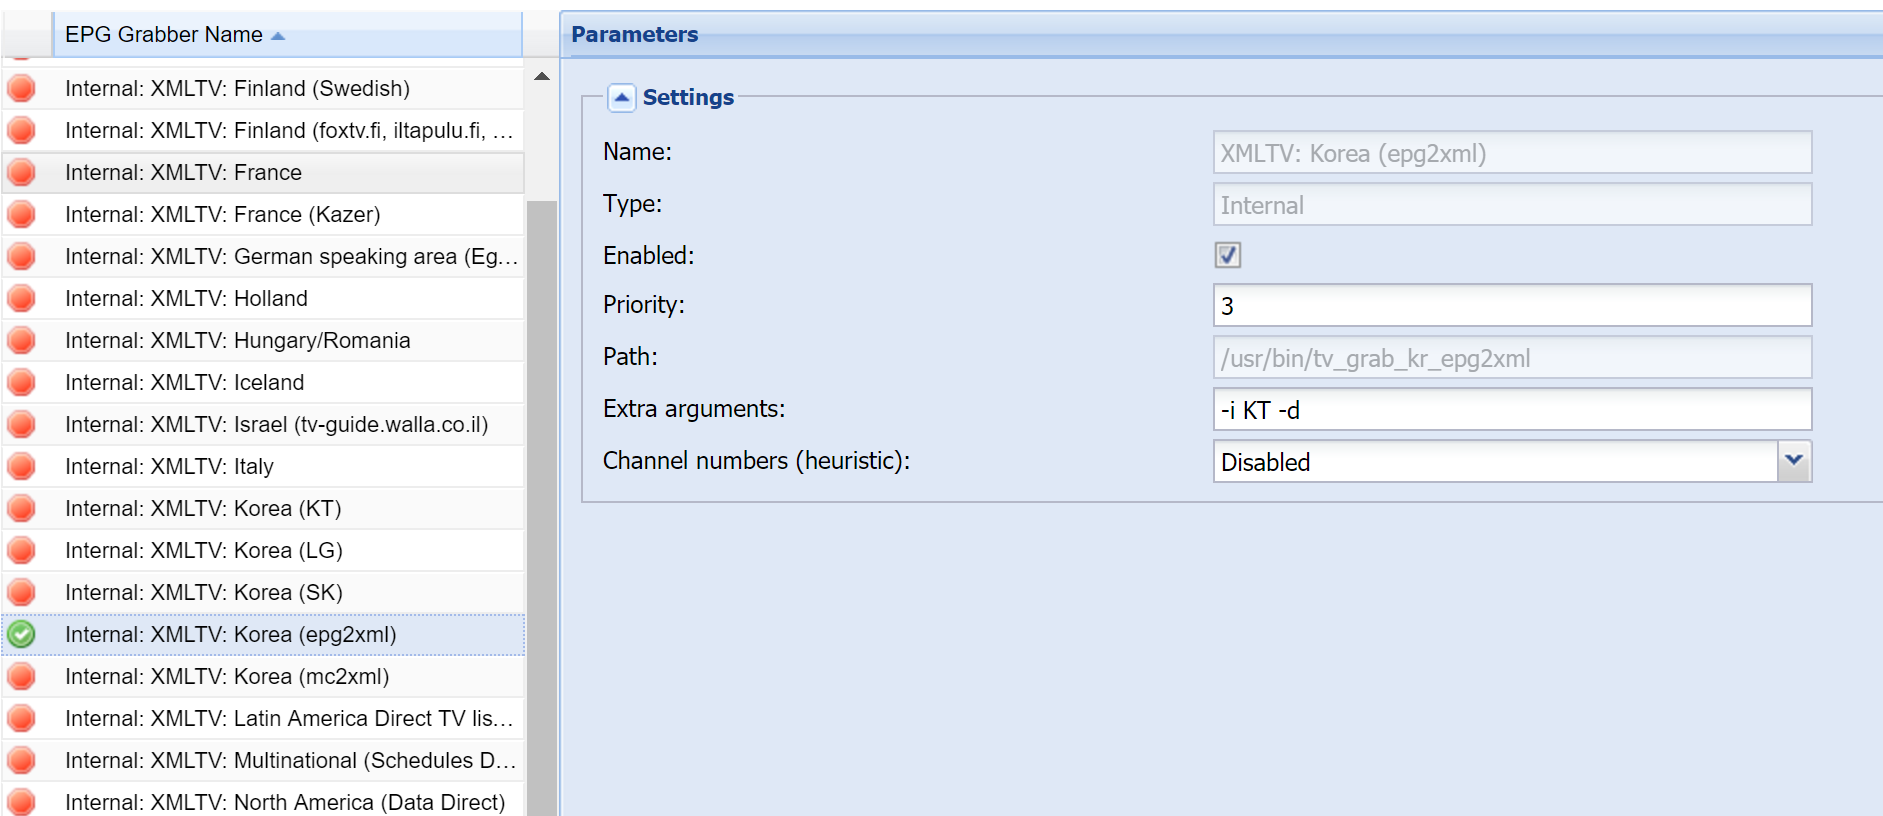 EPG Grabber Name
Internal: XMLTV: Finland (Swedish)
Internal: XMLTV: Finland (foxtv.fi, iltapulu.fi, ...
Internal: XMLTV: France
Internal: XMLTV: France (Kazer)
Internal: XMLTV: German speaking area (Eg...
Internal: XMLTV: Holland
Internal: XMLTV: Hungary/Romania
Internal: XMLTV: Iceland
Internal: XMLTV: Israel (tv-guide.walla.co.il)
Internal: XMLTV: Italy
Internal: XMLTV: Korea (KT)
Internal: XMLTV: Korea (LG)
Internal: XMLTV: Korea (SK)
Internal: XMLTV: Korea (epg2xml)
Internal: XMLTV: Korea (mc2xml)
Internal: XMLTV: Latin America Direct TV lis...
Internal: XMLTV: Multinational (Schedules D...
Internal: XMLTV: North America (Data Direct)
Parameters
Settings
Name: XMLTV: Korea (epg2xml)
Type: Internal
Enabled:
Priority: 3
Path: /usr/bin/tv_grab_kr_epg2xml
Extra arguments: -i KT -d
Channel numbers (heuristic): Disabled